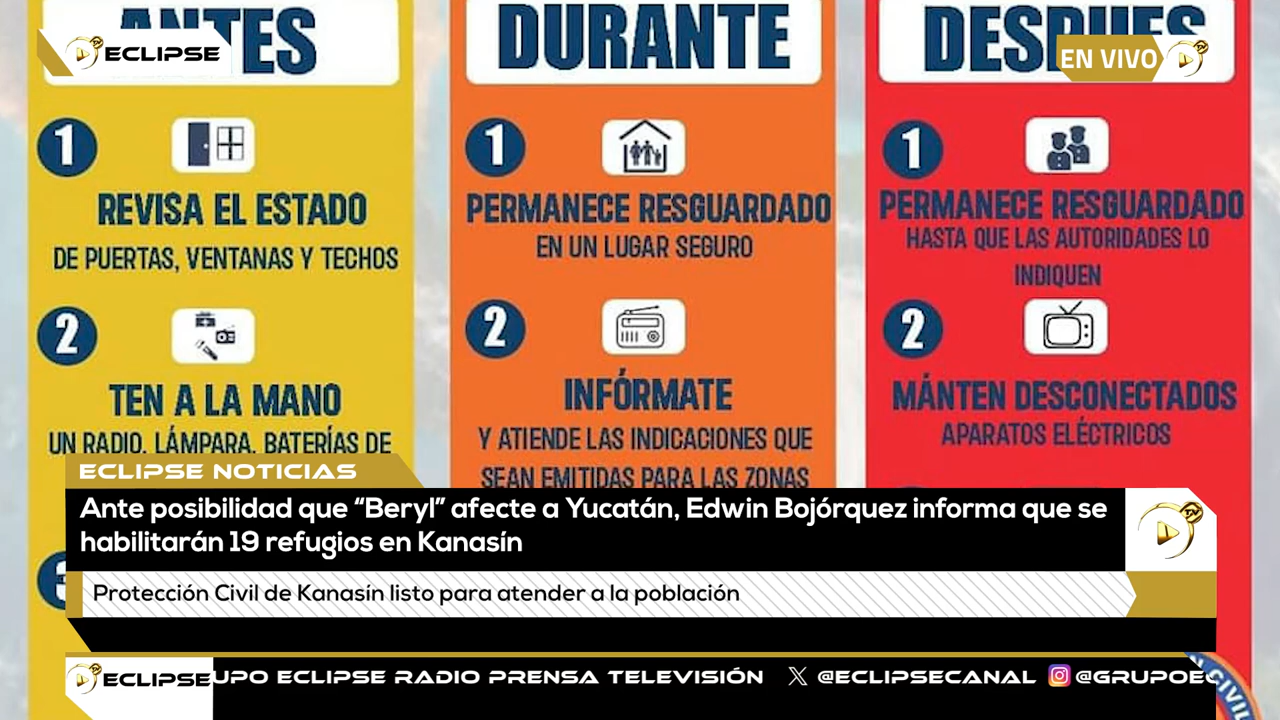 ANTES
ECLIPSE
DURANTE
DESPUES
EN VIVO
1
REVISA EL ESTADO
DE PUERTAS, VENTANAS Y TECHOS
2
TEN A LA MANO
UN RADIO, LÁMPARA, BATERÍAS DE
3
1
PERMANECE RESGUARDADO
EN UN LUGAR SEGURO
2
INFÓRMATE
Y ATIENDE LAS INDICACIONES QUE
SEAN EMITIDAS PARA LAS ZONAS
1
PERMANECE RESGUARDADO
HASTA QUE LAS AUTORIDADES LO
INDIQUEN
2
MÁNTEN DESCONECTADOS
APARATOS ELÉCTRICOS
ECLIPSE NOTICIAS
Ante posibilidad que “Beryl” afecte a Yucatán, Edwin Bojórquez informa que se
habilitarán 19 refugios en Kanasín
TV
Protección Civil de Kanasín listo para atender a la población
ECLIPSE
UPO ECLIPSE RADIO PRENSA TELEVISIÓN @ECLIPSECANAL @GRUPOEC
CIVIL